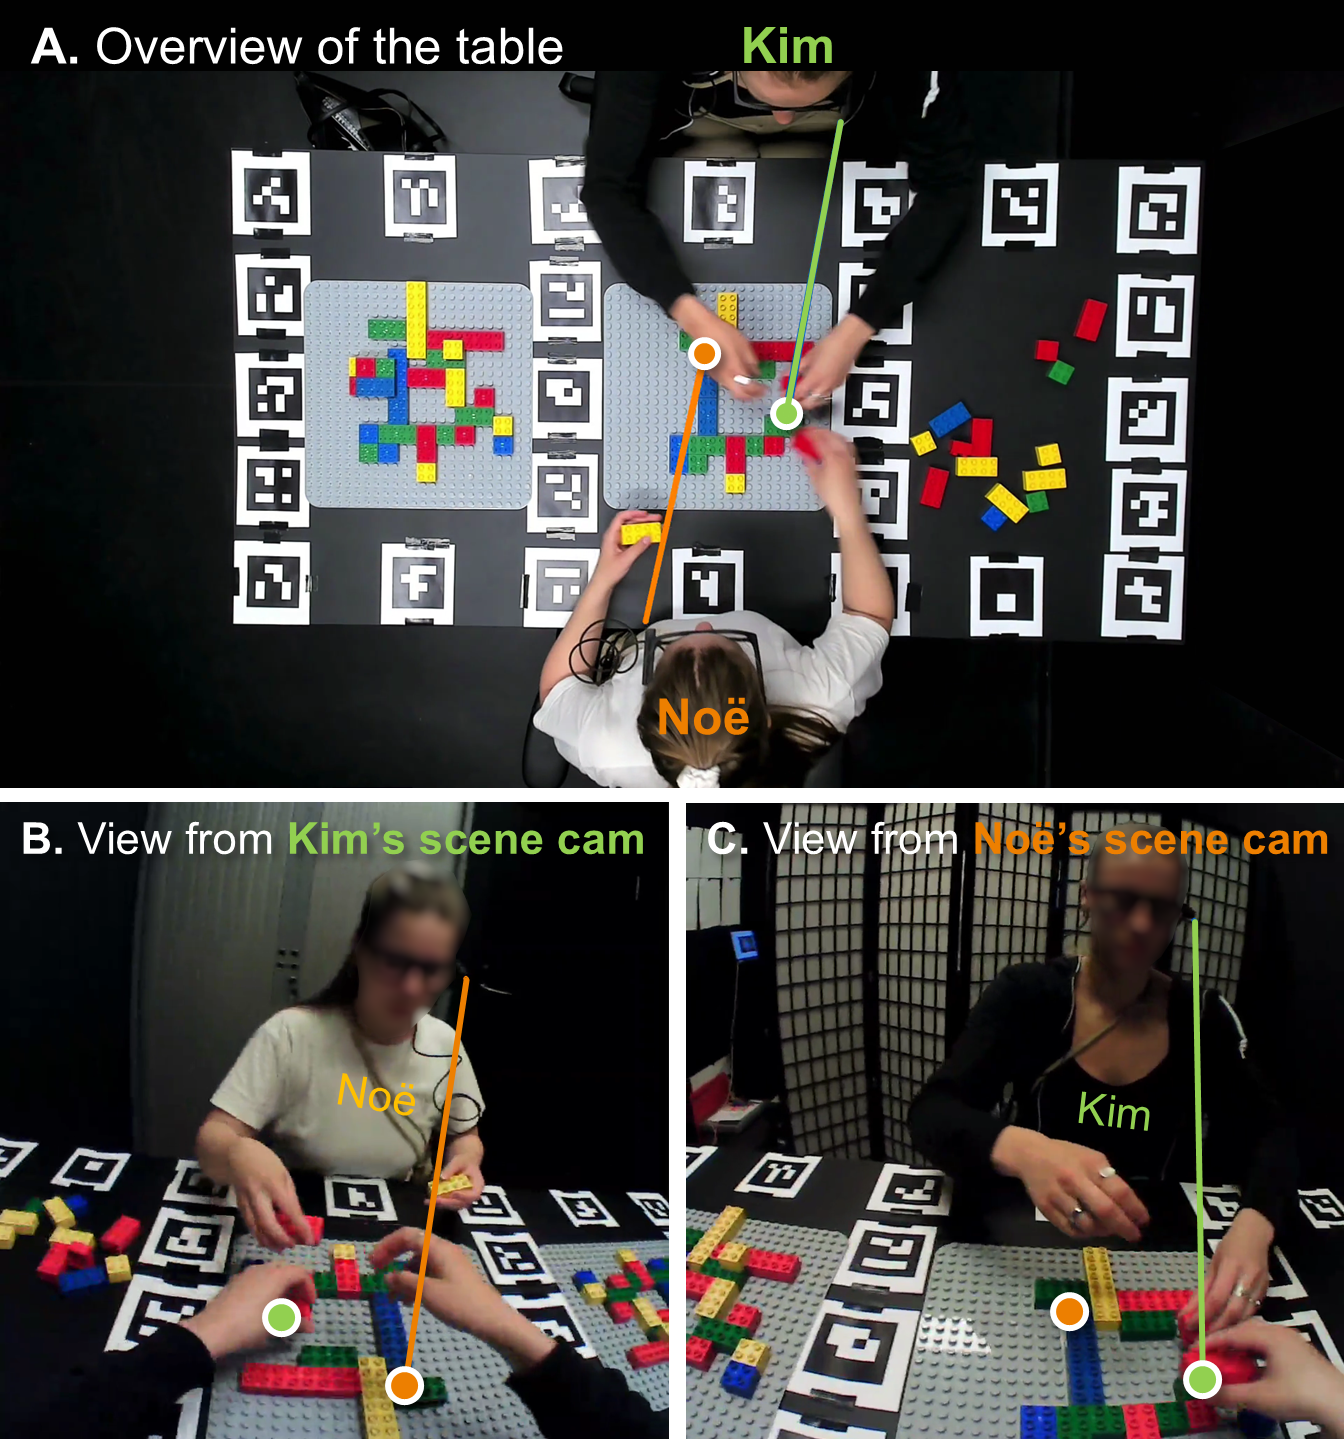 A. Overview of the table
Kim
Noë
B. View from Kim's scene cam
Noë
C. View from Noë's scene cam
Kim